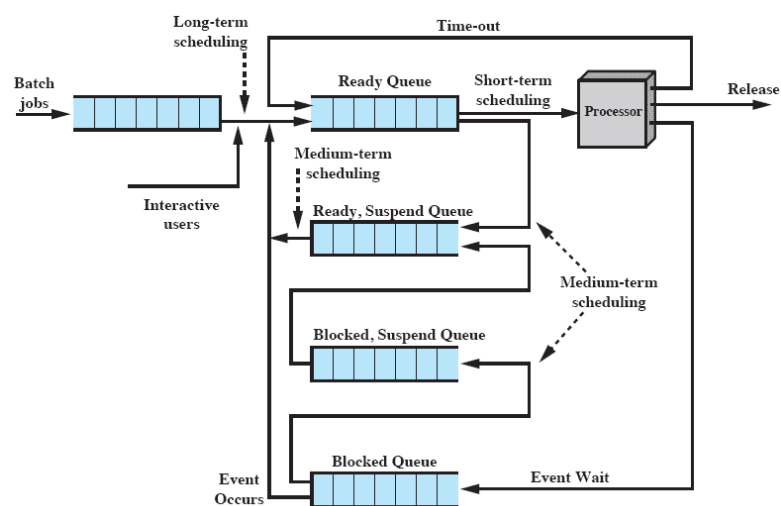 Long-term
scheduling
Time-out
Batch
jobs
Ready Queue
Short-term
scheduling
Processor
Release
Medium-term
scheduling
Interactive
users
Ready, Suspend Queue
Medium-term
scheduling
Blocked, Suspend Queue
Blocked Queue
Event
Occurs
Event Wait